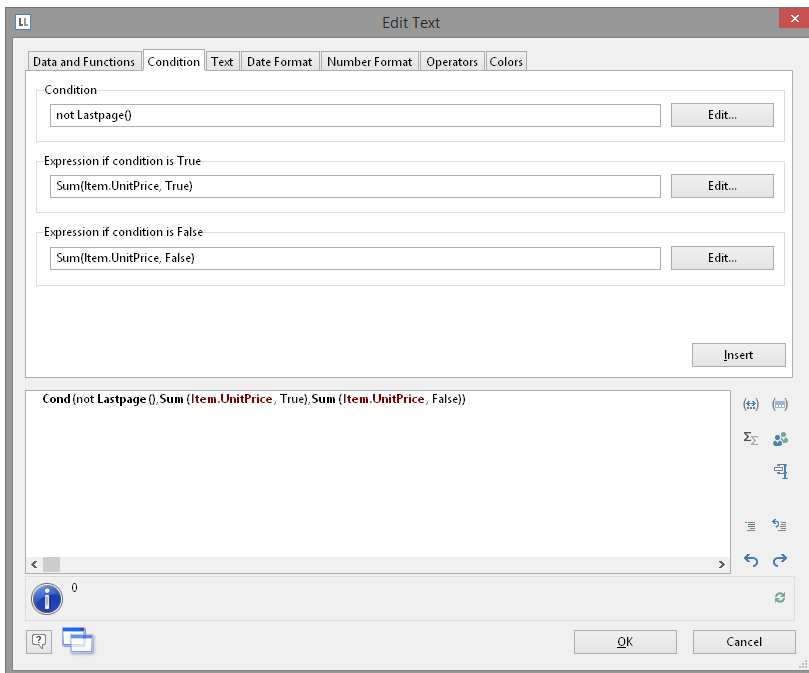 LL
Edit Text
Data and Functions Condition Text Date Format Number Format Operators Colors
Condition
not Lastpage()
Edit...
Expression if condition is True
Sum(Item.UnitPrice, True)
Edit...
Expression if condition is False
Sum(Item.UnitPrice, False)
Edit...
Insert
Cond(not Lastpage(),Sum (Item.UnitPrice, True),Sum (Item.UnitPrice, False))
0
OK
Cancel